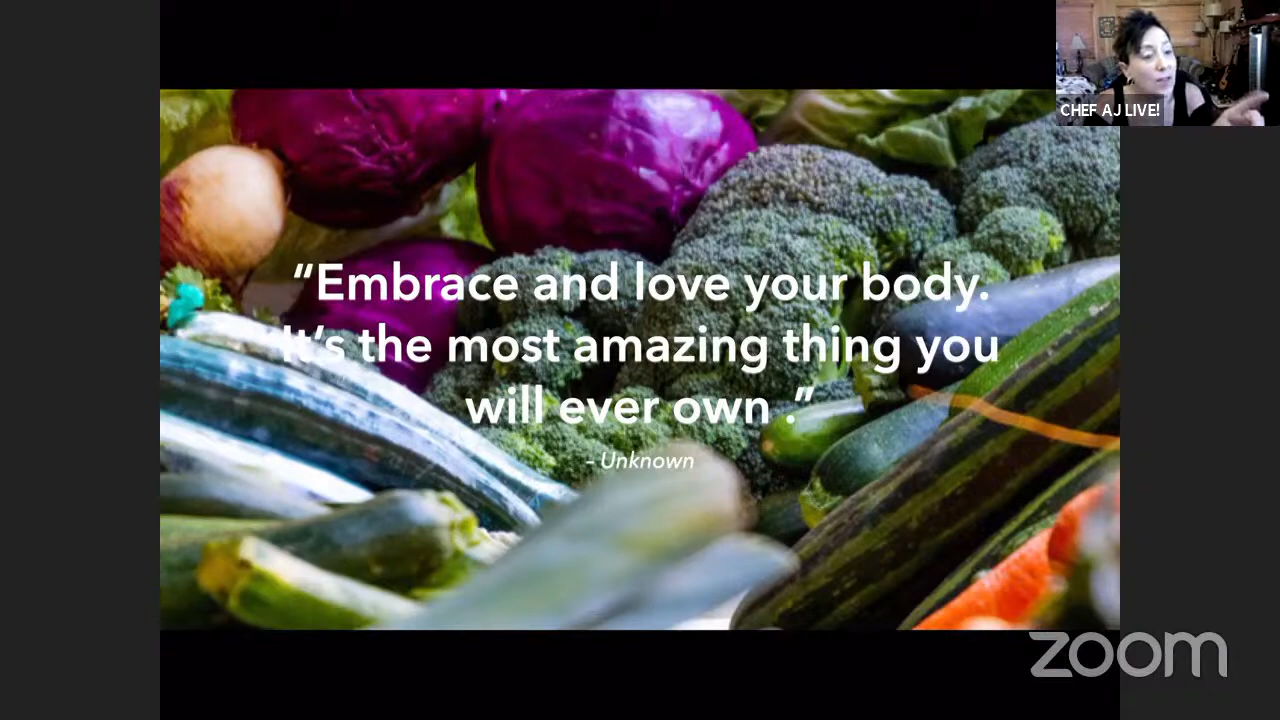 CHEF AJ LIVE!
“Embrace and love your body.
It’s the most amazing thing you
will ever own .”
– Unknown
zoom